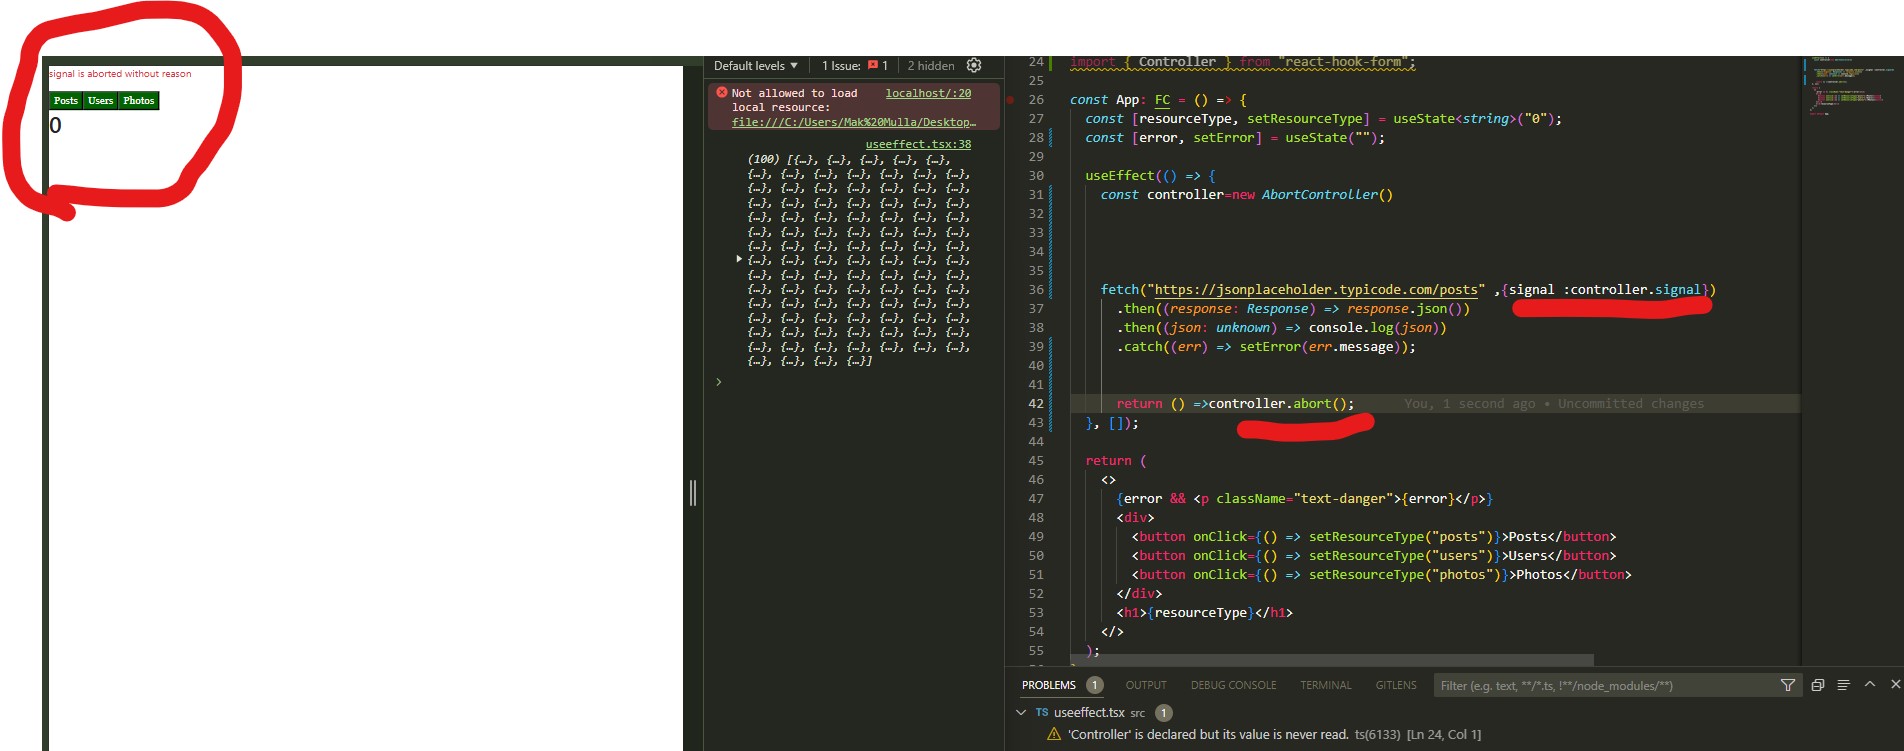 signal is aborted without reason
Posts Users Photos
0
Default levels ▼ 1 Issue: 1 2 hidden
Not allowed to load localhost/:20
local resource:
file:///C:/Users/Mak%20Mulla/Desktop…
useeffect.tsx:38
(100) [{…}, {…}, {…}, {…}, {…},
{…}, {…}, {…}, {…}, {…}, {…}, {…},
{…}, {…}, {…}, {…}, {…}, {…}, {…},
{…}, {…}, {…}, {…}, {…}, {…}, {…},
{…}, {…}, {…}, {…}, {…}, {…}, {…},
{…}, {…}, {…}, {…}, {…}, {…}, {…},
{…}, {…}, {…}, {…}, {…}, {…}, {…},
{…}, {…}, {…}, {…}, {…}, {…}, {…},
{…}, {…}, {…}, {…}, {…}, {…}, {…},
{…}, {…}, {…}, {…}, {…}, {…}, {…},
{…}, {…}, {…}, {…}, {…}, {…}, {…},
{…}, {…}, {…}, {…}, {…}, {…}, {…},
{…}, {…}, {…}, {…}, {…}, {…}, {…},
{…}, {…}, {…}, {…}, {…}, {…}, {…},
{…}, {…}, {…}, {…}]
24 import { Controller } from "react-hook-form";
25
26 const App: FC = () => {
27 const [resourceType, setResourceType] = useState<string>("0");
28 const [error, setError] = useState("");
29
30 useEffect(() => {
31 const controller=new AbortController()
32
33
34
35
36 fetch("https://jsonplaceholder.typicode.com/posts" ,{signal :controller.signal})
37 .then((response: Response) => response.json())
38 .then((json: unknown) => console.log(json))
39 .catch((err) => setError(err.message));
40
41
42 return () =>controller.abort(); You, 1 second ago • Uncommitted changes
43 }, []);
44
45 return (
46 <>
47 {error && <p className="text-danger">{error}</p>}
48 <div>
49 <button onClick={() => setResourceType("posts")}>Posts</button>
50 <button onClick={() => setResourceType("users")}>Users</button>
51 <button onClick={() => setResourceType("photos")}>Photos</button>
52 </div>
53 <h1>{resourceType}</h1>
54 </>
55 );
PROBLEMS 1 OUTPUT DEBUG CONSOLE TERMINAL GITLENS Filter (e.g. text, **/*.ts, !**/node_modules/**)
TS useeffect.tsx src 1
'Controller' is declared but its value is never read. ts(6133) [Ln 24, Col 1]